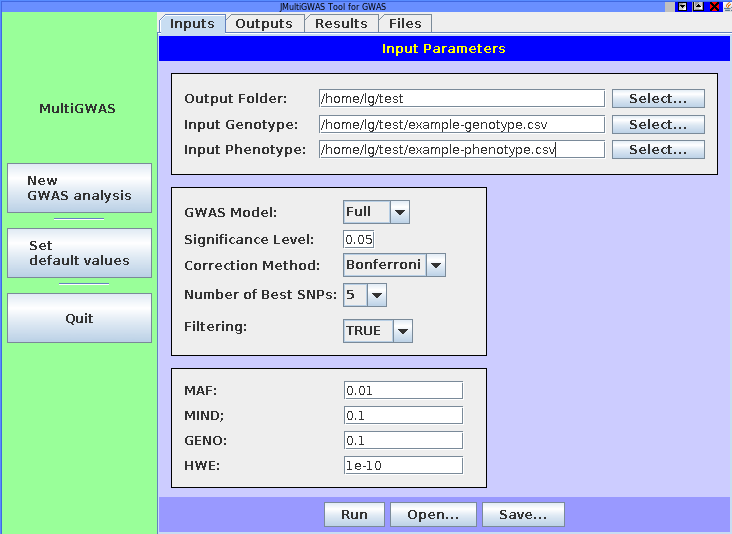 JMultiGWAS Tool for GWAS
Inputs Outputs Results Files
Input Parameters
MultiGWAS
New
GWAS analysis
Set
default values
Quit
Output Folder: /home/lg/test Select...
Input Genotype: /home/lg/test/example-genotype.csv Select...
Input Phenotype: /home/lg/test/example-phenotype.csv Select...
GWAS Model: Full
Significance Level: 0.05
Correction Method: Bonferroni
Number of Best SNPs: 5
Filtering: TRUE
MAF: 0.01
MIND; 0.1
GENO: 0.1
HWE: 1e-10
Run Open... Save...